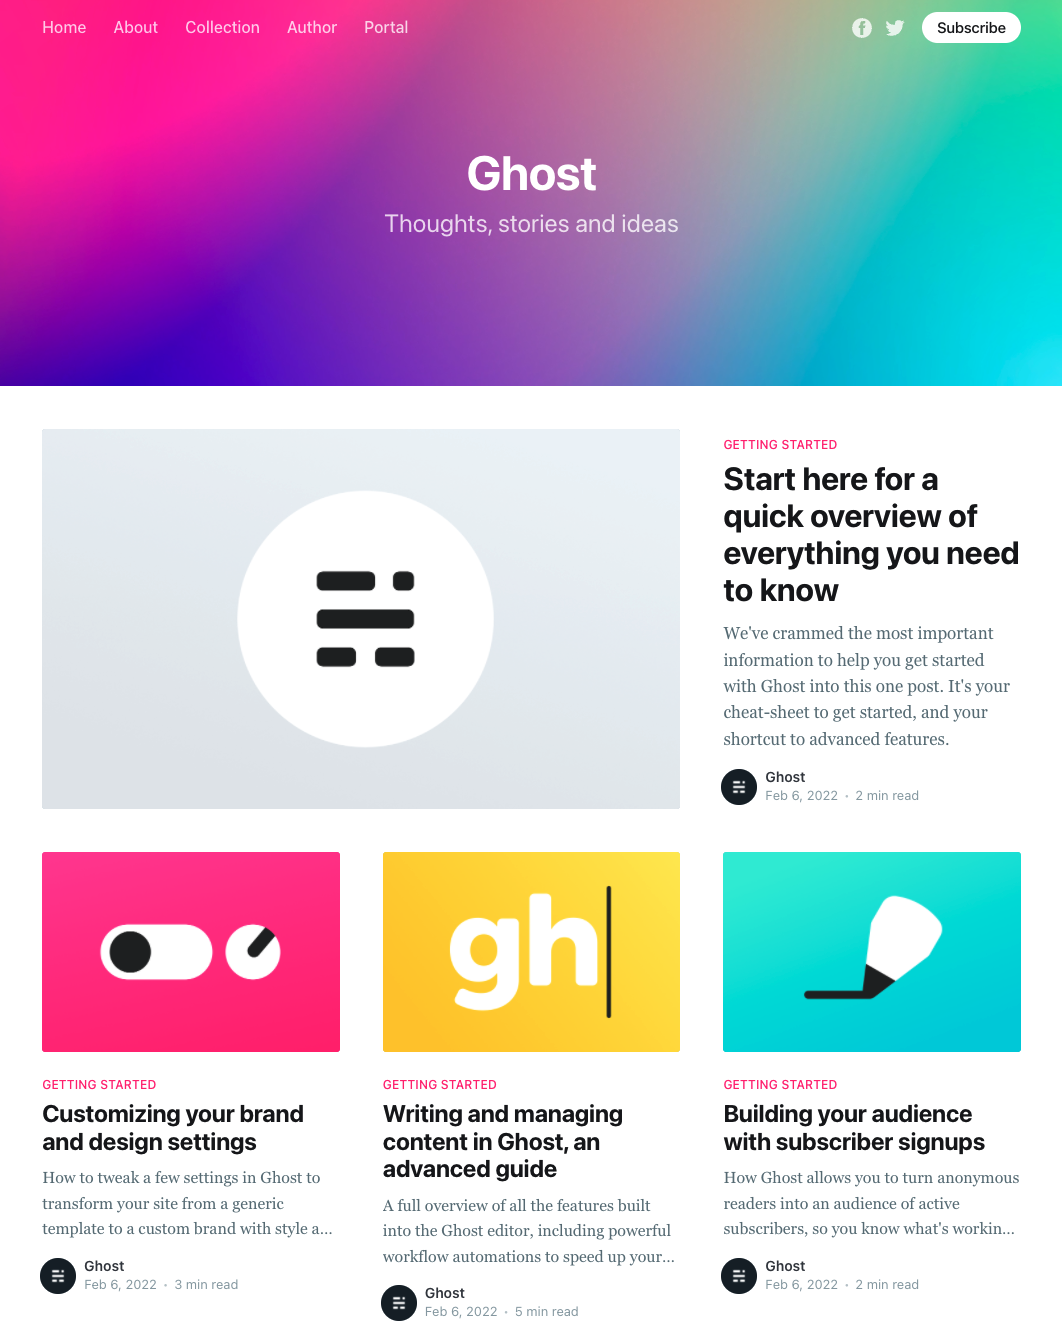 Home About Collection Author Portal Subscribe
Ghost
Thoughts, stories and ideas
GETTING STARTED
Start here for a
quick overview of
everything you need
to know
We've crammed the most important
information to help you get started
with Ghost into this one post. It's your
cheat-sheet to get started, and your
shortcut to advanced features.
Ghost
Feb 6, 2022 • 2 min read
gh
GETTING STARTED
Customizing your brand
and design settings
How to tweak a few settings in Ghost to
transform your site from a generic
template to a custom brand with style a...
Ghost
Feb 6, 2022 • 3 min read
GETTING STARTED
Writing and managing
content in Ghost, an
advanced guide
A full overview of all the features built
into the Ghost editor, including powerful
workflow automations to speed up your...
Ghost
Feb 6, 2022 • 5 min read
GETTING STARTED
Building your audience
with subscriber signups
How Ghost allows you to turn anonymous
readers into an audience of active
subscribers, so you know what's workin...
Ghost
Feb 6, 2022 • 2 min read